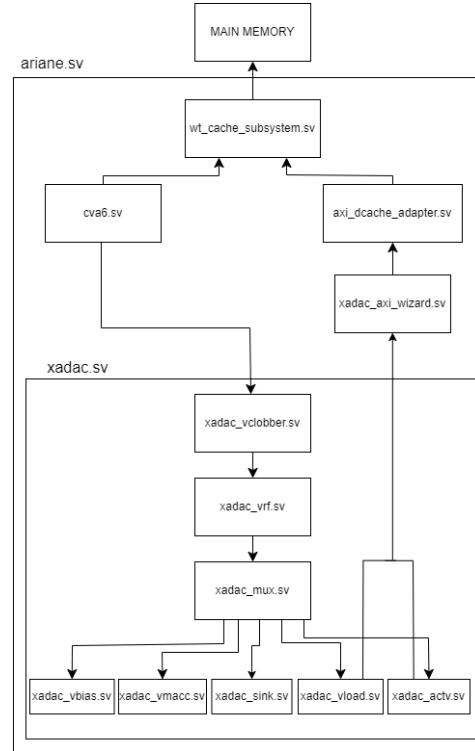 MAIN MEMORY
ariane.sv
wt_cache_subsystem.sv
cva6.sv
axi_dcache_adapter.sv
xadac_axi_wizard.sv
xadac.sv
xadac_vclobber.sv
xadac_vrf.sv
xadac_mux.sv
xadac_vbias.sv
xadac_vmacc.sv
xadac_sink.sv
xadac_vload.sv
xadac_actv.sv